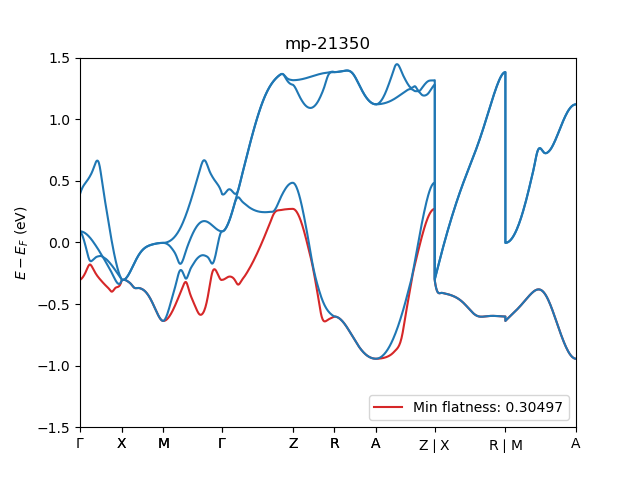 mp-21350
1.5
1.0
0.5
0.0
−0.5
−1.0
−1.5
E − E_F (eV)
Min flatness: 0.30497
Γ X M Γ Z R A Z | X R | M A